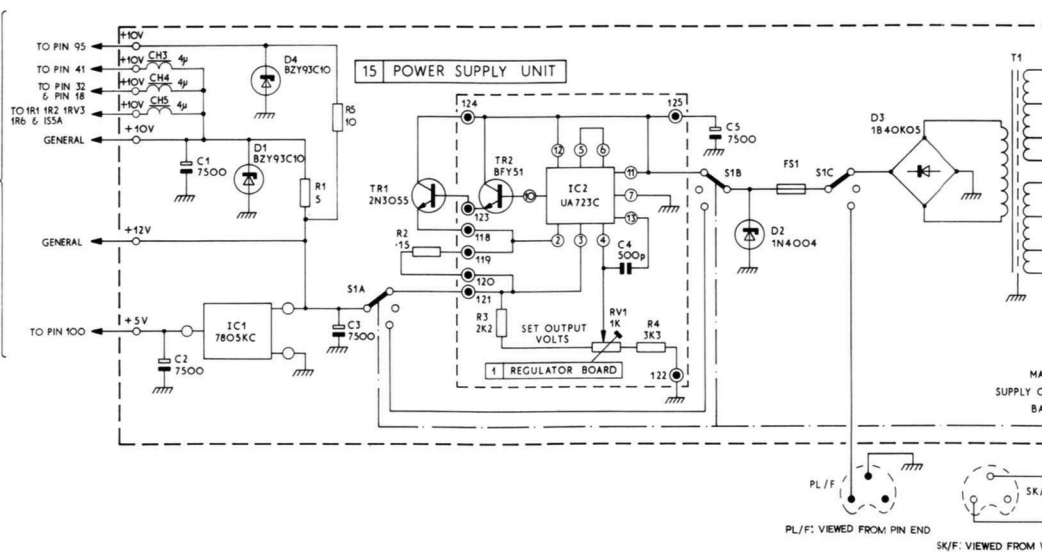 TO PIN 95
+10V
TO PIN 41
+10V CH3 4μ
TO PIN 32
& PIN 18
+10V CH4 4μ
TO 1R1 1R2 1RV3
1R6 & IS5A
+10V CH5 4μ
GENERAL
+10V
C1
7500
D1
BZY93C10
D4
BZY93C10
R5
10
R1
5
GENERAL
+12V
TO PIN 100
+5V
C2
7500
IC1
7805KC
C3
7500
S1A
15 POWER SUPPLY UNIT
124
125
TR1
2N3055
TR2
BFY51
123
118
119
120
121
R2
·15
10
12
5
6
11
7
13
2
3
4
IC2
UA723C
C4
500p
R3
2K2
SET OUTPUT
VOLTS
RV1
1K
R4
3K3
122
1 REGULATOR BOARD
C5
7500
S1B
D2
1N4004
FS1
S1C
D3
1B40K05
T1
SUPPLY
PL/F
PL/F: VIEWED FROM PIN END
SK/
SK/F: VIEWED FROM